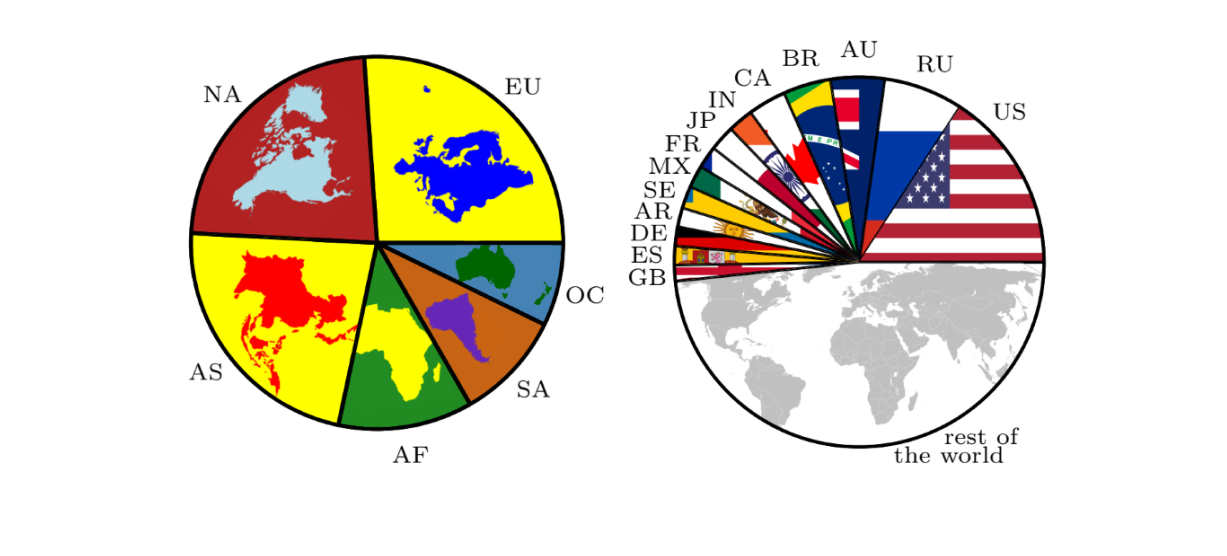 NA
EU
OC
SA
AF
AS
US
RU
AU
BR
CA
IN
JP
FR
MX
SE
AR
DE
ES
GB
M E PR
rest of
the world